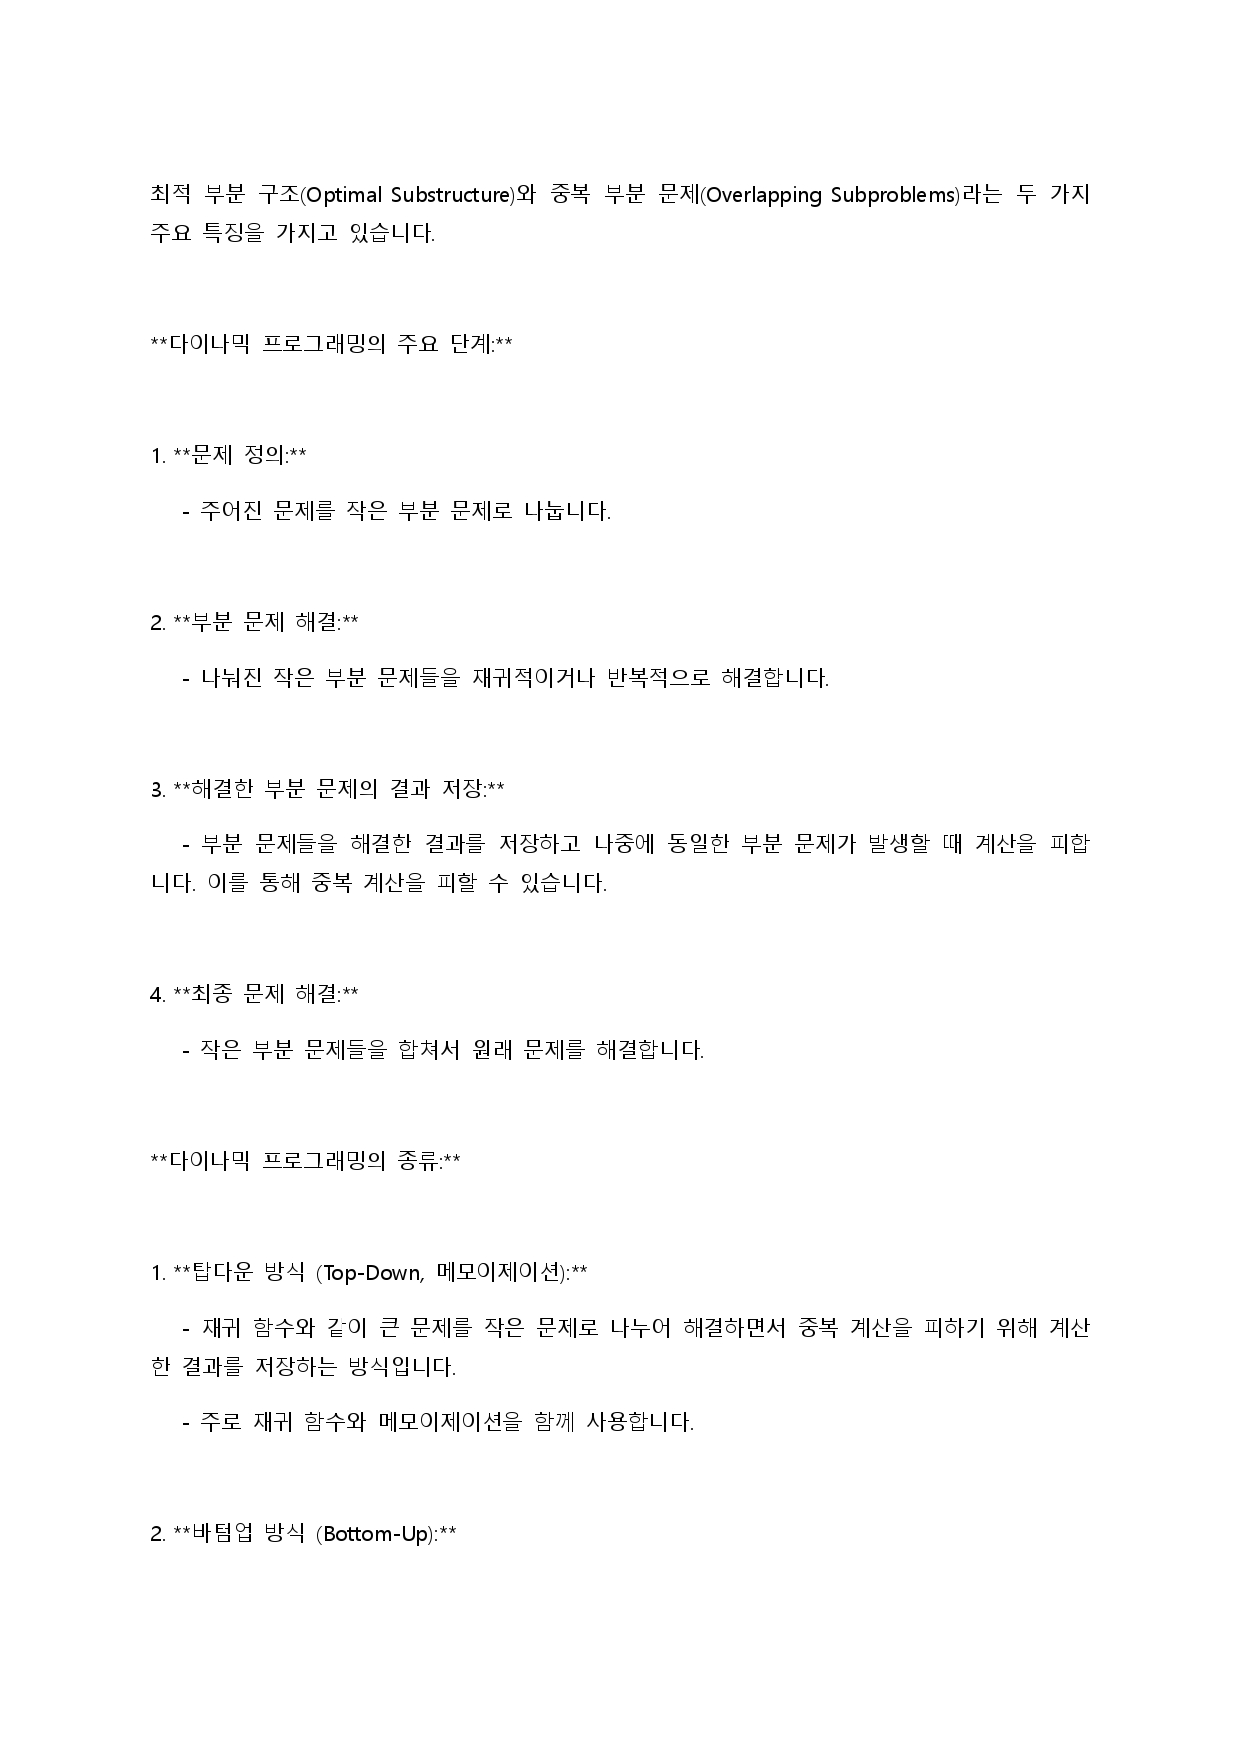 최적 부분 구조(Optimal Substructure)와 중복 부분 문제(Overlapping Subproblems)라는 두 가지
주요 특징을 가지고 있습니다.
**다이나믹 프로그래밍의 주요 단계:**
1. **문제 정의:**
- 주어진 문제를 작은 부분 문제로 나눕니다.
2. **부분 문제 해결:**
- 나눠진 작은 부분 문제들을 재귀적이거나 반복적으로 해결합니다.
3. **해결한 부분 문제의 결과 저장:**
- 부분 문제들을 해결한 결과를 저장하고 나중에 동일한 부분 문제가 발생할 때 계산을 피합
니다. 이를 통해 중복 계산을 피할 수 있습니다.
4. **최종 문제 해결:**
- 작은 부분 문제들을 합쳐서 원래 문제를 해결합니다.
**다이나믹 프로그래밍의 종류:**
1. **탑다운 방식 (Top-Down, 메모이제이션):**
- 재귀 함수와 같이 큰 문제를 작은 문제로 나누어 해결하면서 중복 계산을 피하기 위해 계산
한 결과를 저장하는 방식입니다.
- 주로 재귀 함수와 메모이제이션을 함께 사용합니다.
2. **바텀업 방식 (Bottom-Up):**